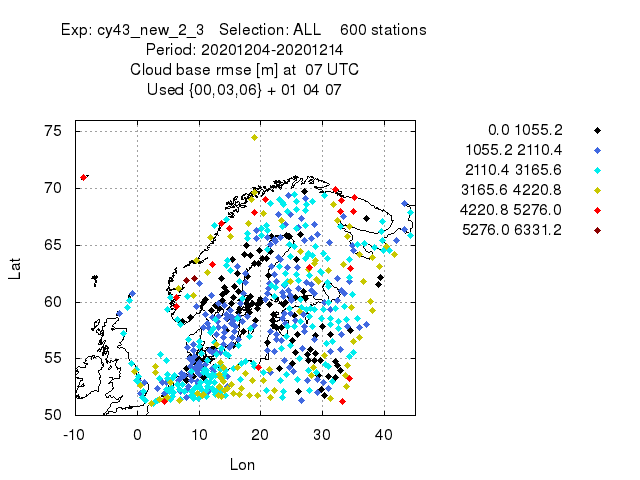 Exp: cy43_new_2_3 Selection: ALL 600 stations
Period: 20201204-20201214
Cloud base rmse [m] at 07 UTC
Used {00,03,06} + 01 04 07
0.0 1055.2
1055.2 2110.4
2110.4 3165.6
3165.6 4220.8
4220.8 5276.0
5276.0 6331.2
75
70
65
60
55
50
Lat
-10 0 10 20 30 40
Lon